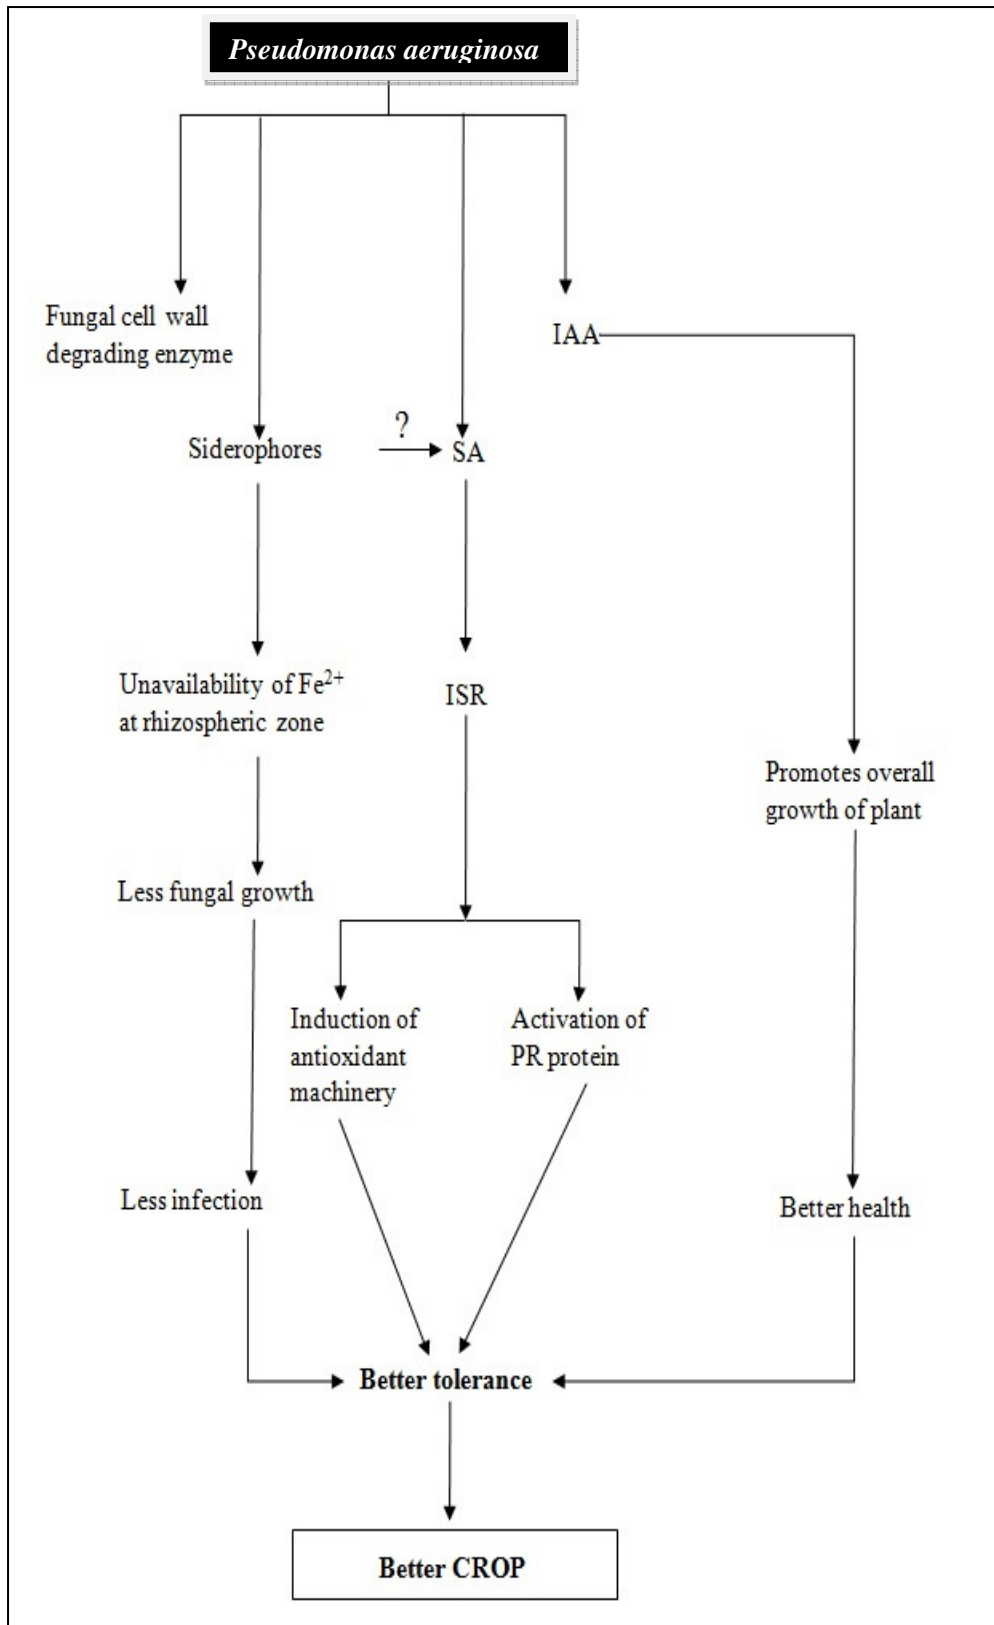 Pseudomonas aeruginosa
Fungal cell wall
degrading enzyme
IAA
Siderophores
?
SA
Unavailability of Fe²⁺
at rhizospheric zone
ISR
Promotes overall
growth of plant
Less fungal growth
Induction of
antioxidant
machinery
Activation of
PR protein
Less infection
Better health
Better tolerance
Better CROP